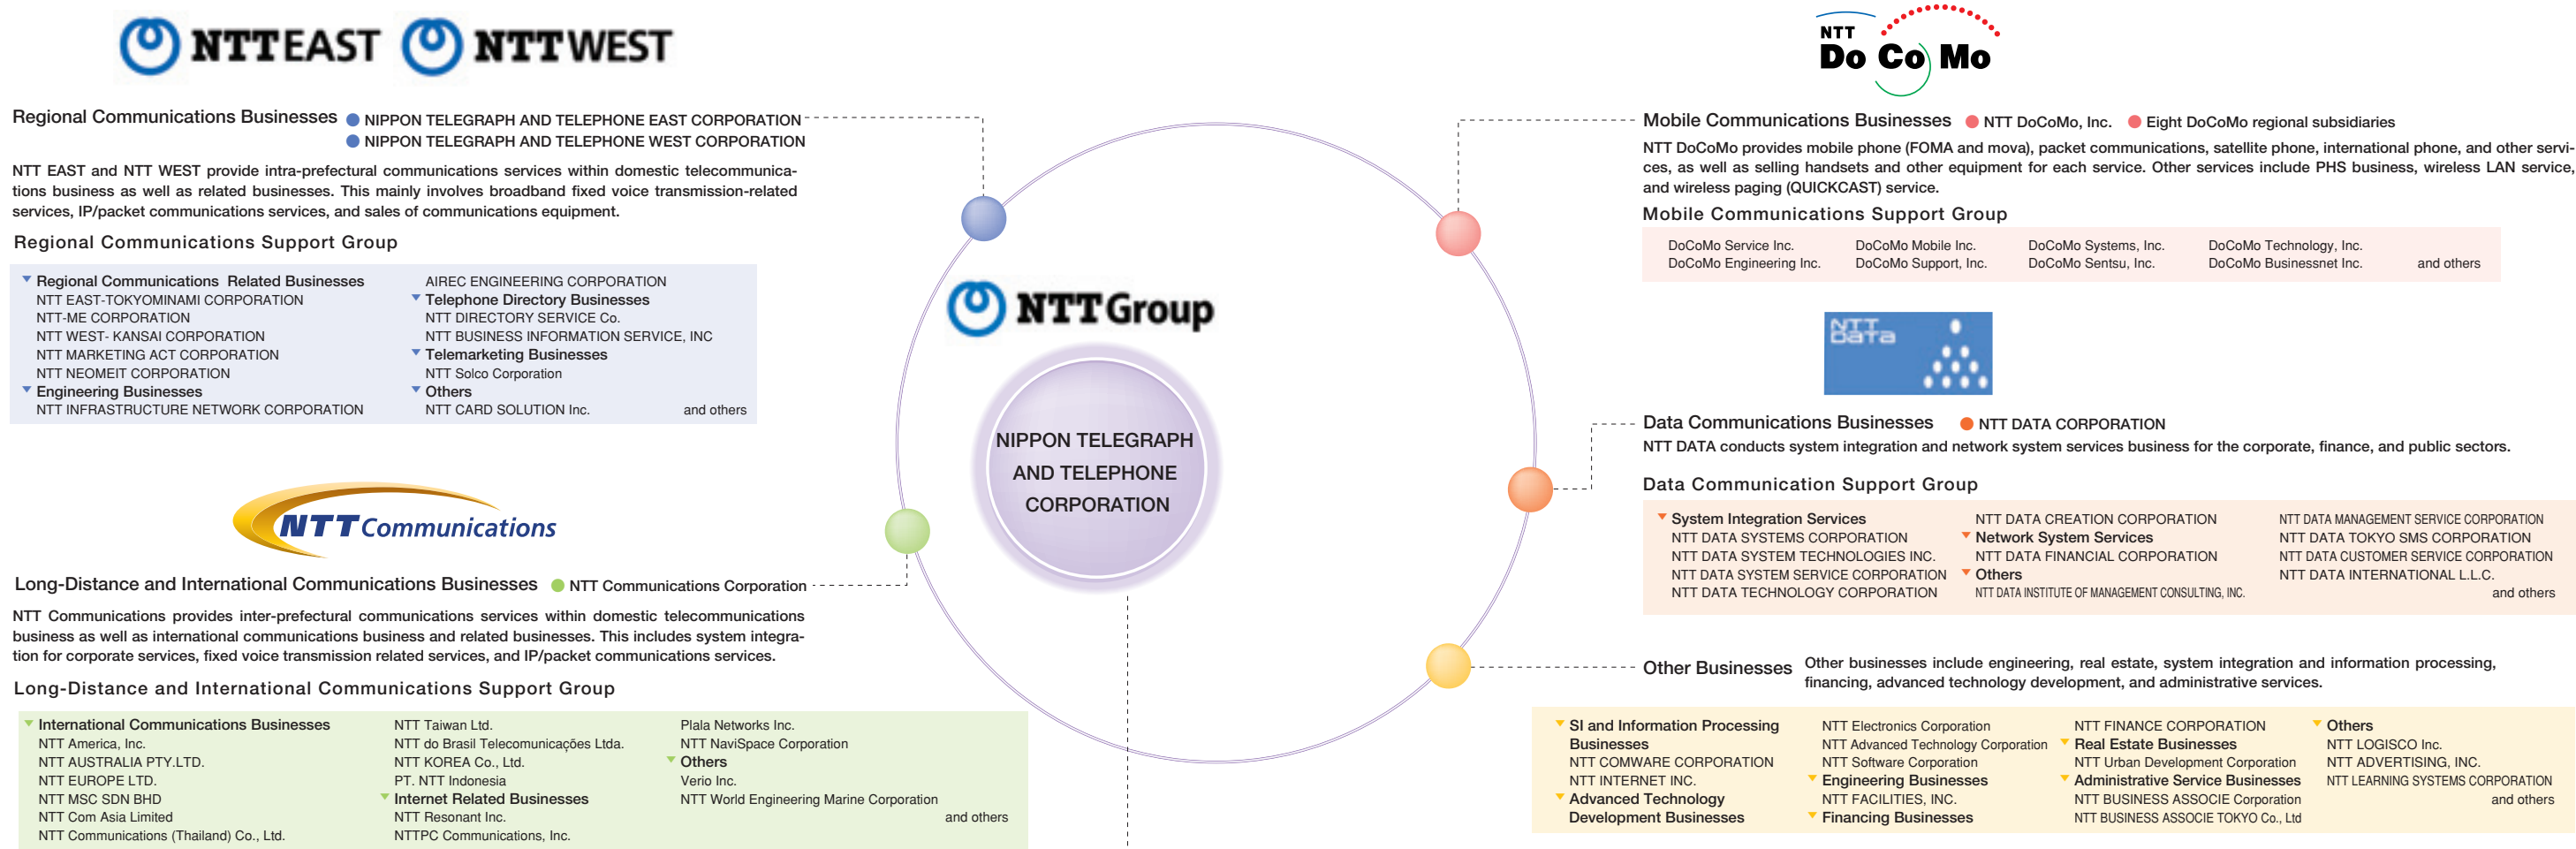 NTT EAST
NTT WEST
Regional Communications Businesses
NIPPON TELEGRAPH AND TELEPHONE EAST CORPORATION
NIPPON TELEGRAPH AND TELEPHONE WEST CORPORATION
NTT EAST and NTT WEST provide intra-prefectural communications services within domestic telecommunica-
tions business as well as related businesses. This mainly involves broadband fixed voice transmission-related
services, IP/packet communications services, and sales of communications equipment.
Regional Communications Support Group
Regional Communications Related Businesses
NTT EAST-TOKYOMINAMI CORPORATION
NTT-ME CORPORATION
NTT WEST- KANSAI CORPORATION
NTT MARKETING ACT CORPORATION
NTT NEOMEIT CORPORATION
Engineering Businesses
NTT INFRASTRUCTURE NETWORK CORPORATION
AIREC ENGINEERING CORPORATION
Telephone Directory Businesses
NTT DIRECTORY SERVICE Co.
NTT BUSINESS INFORMATION SERVICE, INC
Telemarketing Businesses
NTT Solco Corporation
Others
NTT CARD SOLUTION Inc.
and others
NTT Communications
Long-Distance and International Communications Businesses
NTT Communications Corporation
NTT Communications provides inter-prefectural communications services within domestic telecommunications
business as well as international communications business and related businesses. This includes system integra-
tion for corporate services, fixed voice transmission related services, and IP/packet communications services.
Long-Distance and International Communications Support Group
International Communications Businesses
NTT America, Inc.
NTT AUSTRALIA PTY.LTD.
NTT EUROPE LTD.
NTT MSC SDN BHD
NTT Com Asia Limited
NTT Communications (Thailand) Co., Ltd.
NTT Taiwan Ltd.
NTT do Brasil Telecomunicações Ltda.
NTT KOREA Co., Ltd.
PT. NTT Indonesia
Internet Related Businesses
NTT Resonant Inc.
NTTPC Communications, Inc.
Plala Networks Inc.
NTT NaviSpace Corporation
Others
Verio Inc.
NTT World Engineering Marine Corporation
and others
NTT Group
NIPPON TELEGRAPH
AND TELEPHONE
CORPORATION
NTT
Do Co Mo
Mobile Communications Businesses
NTT DoCoMo, Inc.
Eight DoCoMo regional subsidiaries
NTT DoCoMo provides mobile phone (FOMA and mova), packet communications, satellite phone, international phone, and other servi-
ces, as well as selling handsets and other equipment for each service. Other services include PHS business, wireless LAN service,
and wireless paging (QUICKCAST) service.
Mobile Communications Support Group
DoCoMo Service Inc.
DoCoMo Mobile Inc.
DoCoMo Systems, Inc.
DoCoMo Technology, Inc.
DoCoMo Engineering Inc.
DoCoMo Support, Inc.
DoCoMo Sentsu, Inc.
DoCoMo Businessnet Inc.
and others
NTT
Data
Data Communications Businesses
NTT DATA CORPORATION
NTT DATA conducts system integration and network system services business for the corporate, finance, and public sectors.
Data Communication Support Group
System Integration Services
NTT DATA SYSTEMS CORPORATION
NTT DATA SYSTEM TECHNOLOGIES INC.
NTT DATA SYSTEM SERVICE CORPORATION
NTT DATA TECHNOLOGY CORPORATION
NTT DATA CREATION CORPORATION
Network System Services
NTT DATA FINANCIAL CORPORATION
Others
NTT DATA INSTITUTE OF MANAGEMENT CONSULTING, INC.
NTT DATA MANAGEMENT SERVICE CORPORATION
NTT DATA TOKYO SMS CORPORATION
NTT DATA CUSTOMER SERVICE CORPORATION
NTT DATA INTERNATIONAL L.L.C.
and others
Other Businesses
Other businesses include engineering, real estate, system integration and information processing,
financing, advanced technology development, and administrative services.
SI and Information Processing
Businesses
NTT COMWARE CORPORATION
NTT INTERNET INC.
Advanced Technology
Development Businesses
NTT Electronics Corporation
NTT Advanced Technology Corporation
NTT Software Corporation
Engineering Businesses
NTT FACILITIES, INC.
Financing Businesses
NTT FINANCE CORPORATION
Real Estate Businesses
NTT Urban Development Corporation
Administrative Service Businesses
NTT BUSINESS ASSOCIE Corporation
NTT BUSINESS ASSOCIE TOKYO Co., Ltd
Others
NTT LOGISCO Inc.
NTT ADVERTISING, INC.
NTT LEARNING SYSTEMS CORPORATION
and others